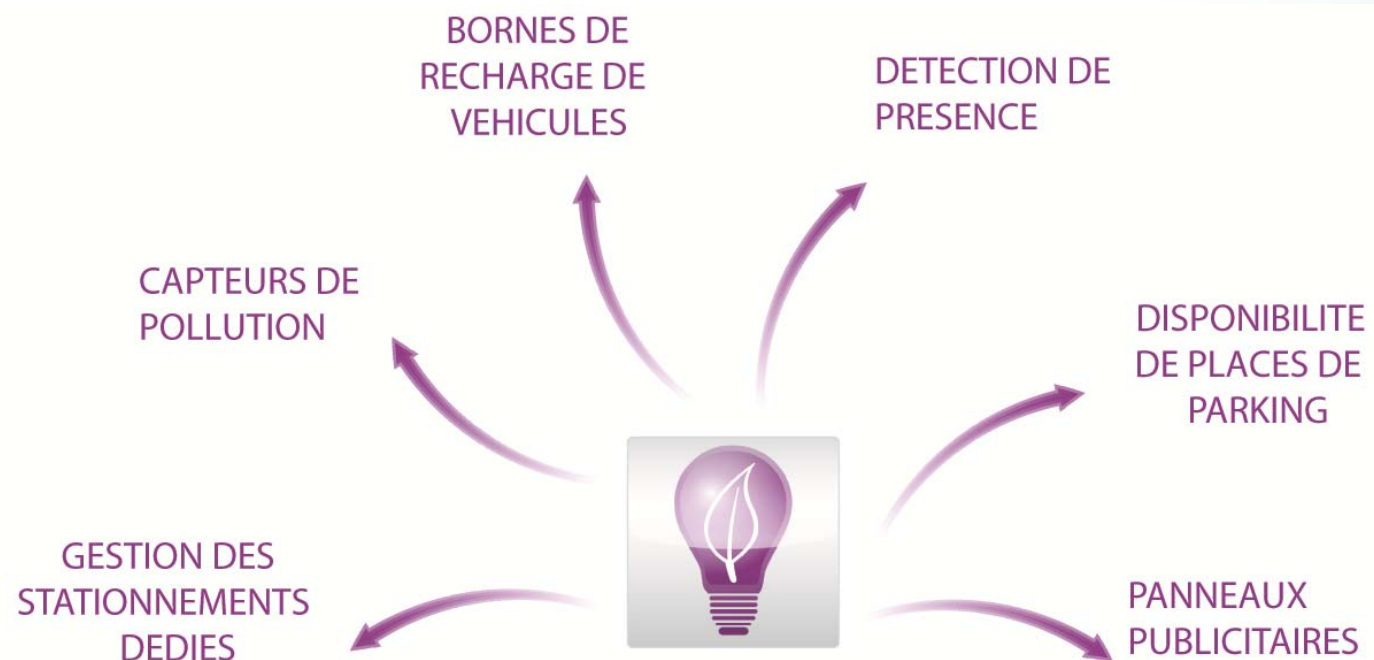 BORNES DE
RECHARGE DE
VEHICULES
DETECTION DE
PRESENCE
CAPTEURS DE
POLLUTION
DISPONIBILITE
DE PLACES DE
PARKING
GESTION DES
STATIONNEMENTS
DEDIES
PANNEAUX
PUBLICITAIRES